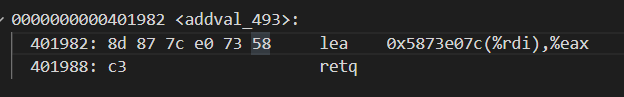 0000000000401982 <addval_493>:
401982: 8d 87 7c e0 73 58 lea 0x5873e07c(%rdi),%eax
401988: c3 retq